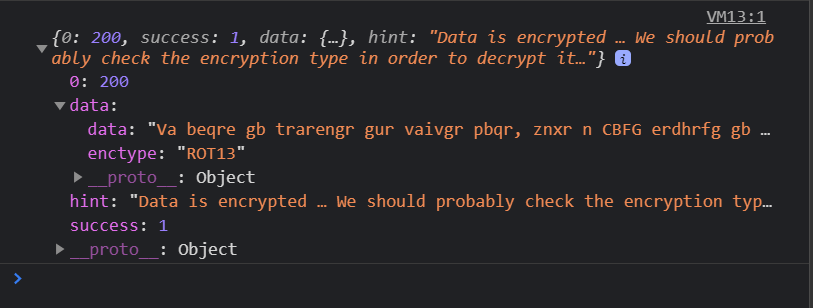 VM13:1
{0: 200, success: 1, data: {…}, hint: "Data is encrypted … We should prob
ably check the encryption type in order to decrypt it…"} i
0: 200
data:
data: "Va beqre gb trarengr gur vaivgr pbqr, znxr n CBFG erdhrfg gb …
enctype: "ROT13"
__proto__: Object
hint: "Data is encrypted … We should probably check the encryption typ…
success: 1
__proto__: Object
>